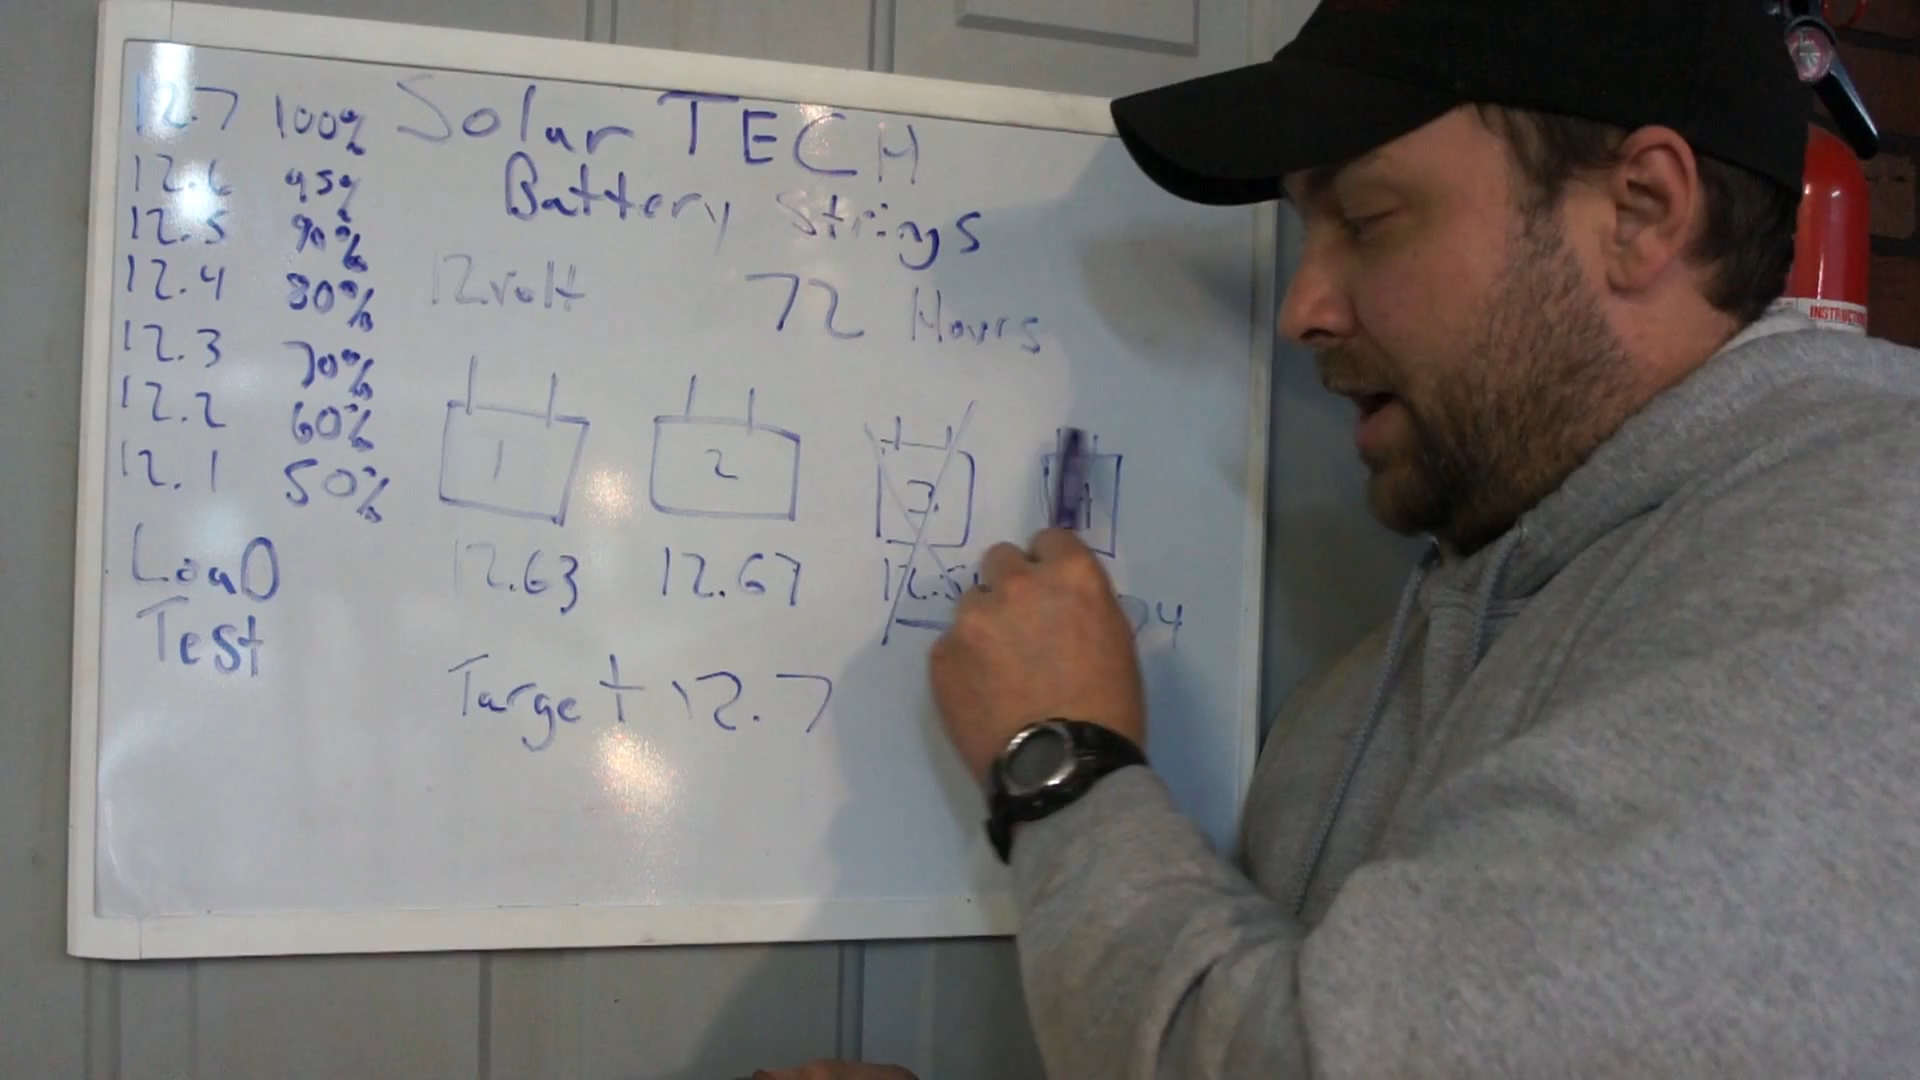 Solar TECH
Battery Strings
12.7 100%
12.6 95%
12.5 90%
12.4 80%
12.3 70%
12.2 60%
12.1 50%
Load
Test
12volt
72 Hours
1
2
3
12.63
12.67
Target 12.7